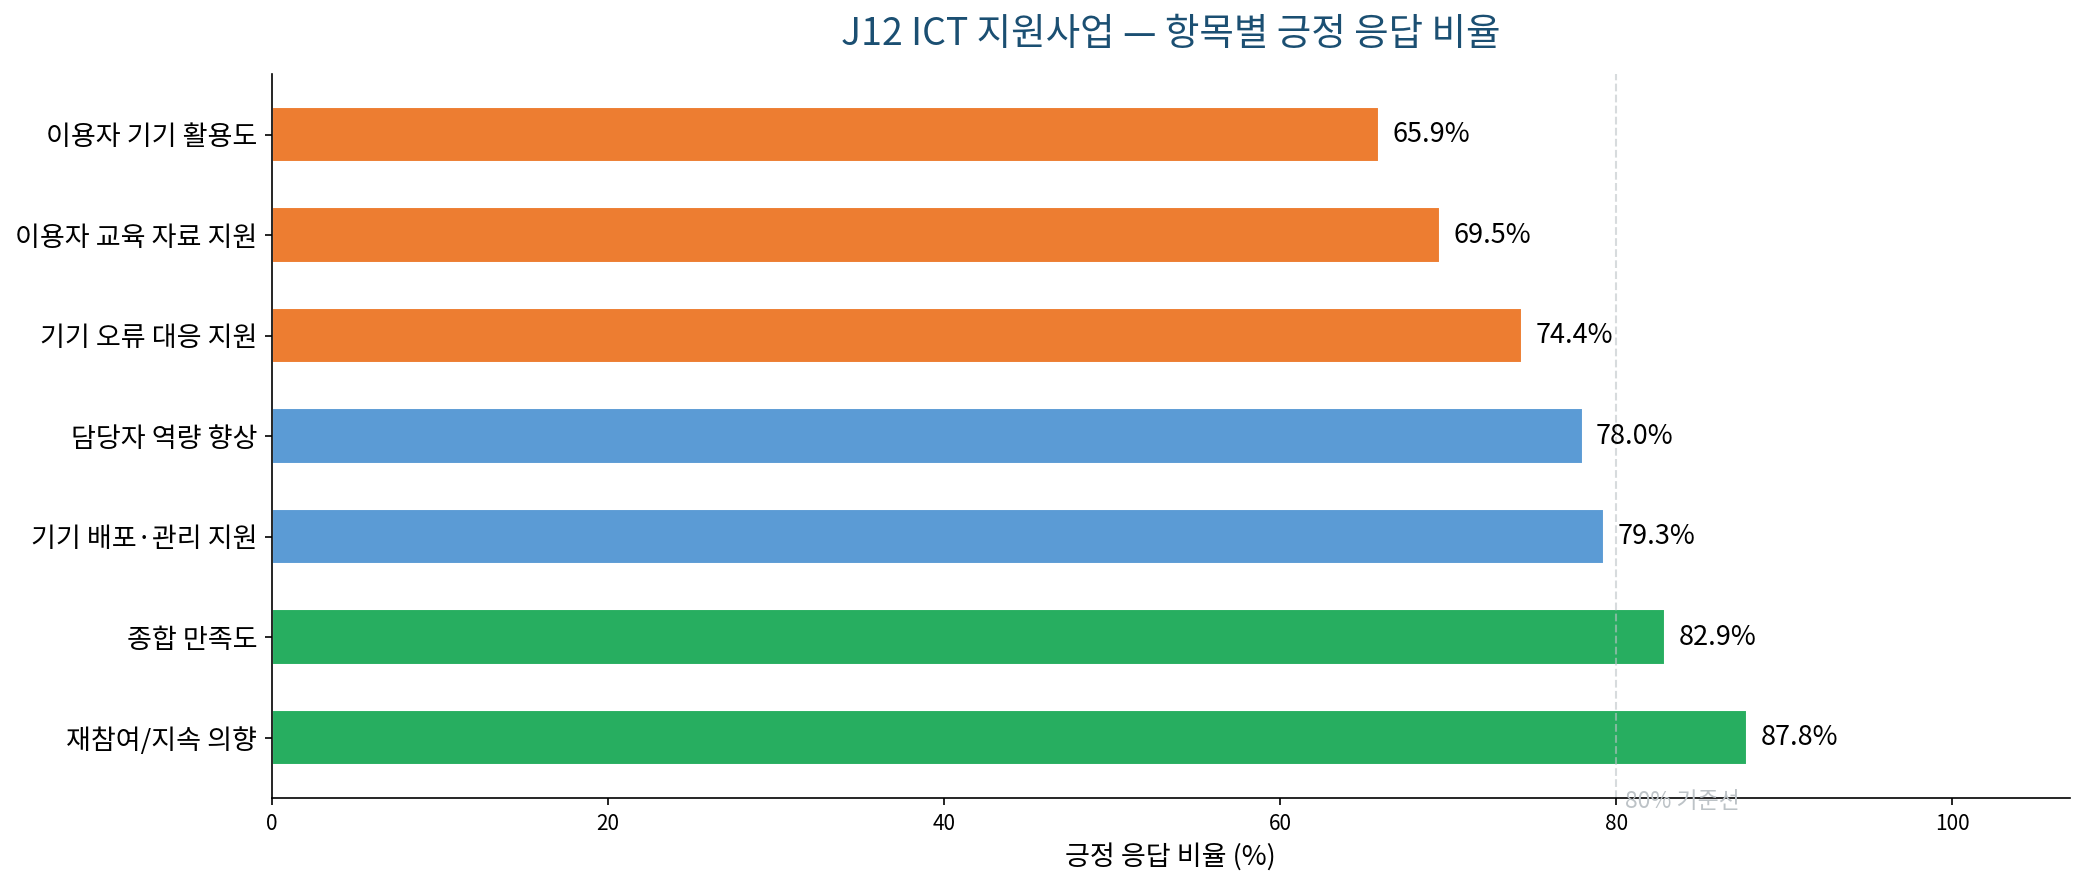 J12 ICT 지원사업 — 항목별 긍정 응답 비율
이용자 기기 활용도
65.9%
이용자 교육 자료 지원
69.5%
기기 오류 대응 지원
74.4%
담당자 역량 향상
78.0%
기기 배포·관리 지원
79.3%
종합 만족도
82.9%
재참여/지속 의향
87.8%
80% 기준선
0 20 40 60 80 100
긍정 응답 비율 (%)